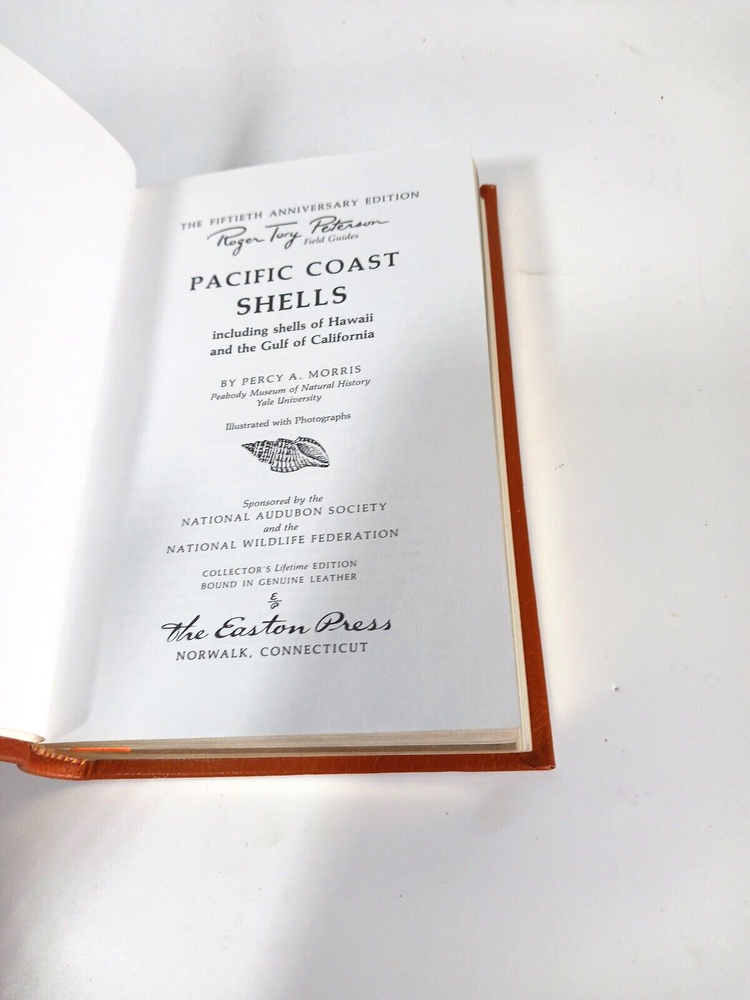 THE FIFTIETH ANNIVERSARY EDITION
Roger Tory Peterson
Field Guides
PACIFIC COAST
SHELLS
including shells of Hawaii
and the Gulf of California
BY PERCY A. MORRIS
Peabody Museum of Natural History
Yale University
Illustrated with Photographs
Sponsored by the
NATIONAL AUDUBON SOCIETY
and the
NATIONAL WILDLIFE FEDERATION
COLLECTOR'S Lifetime EDITION
BOUND IN GENUINE LEATHER
E
P
The Easton Press
NORWALK, CONNECTICUT